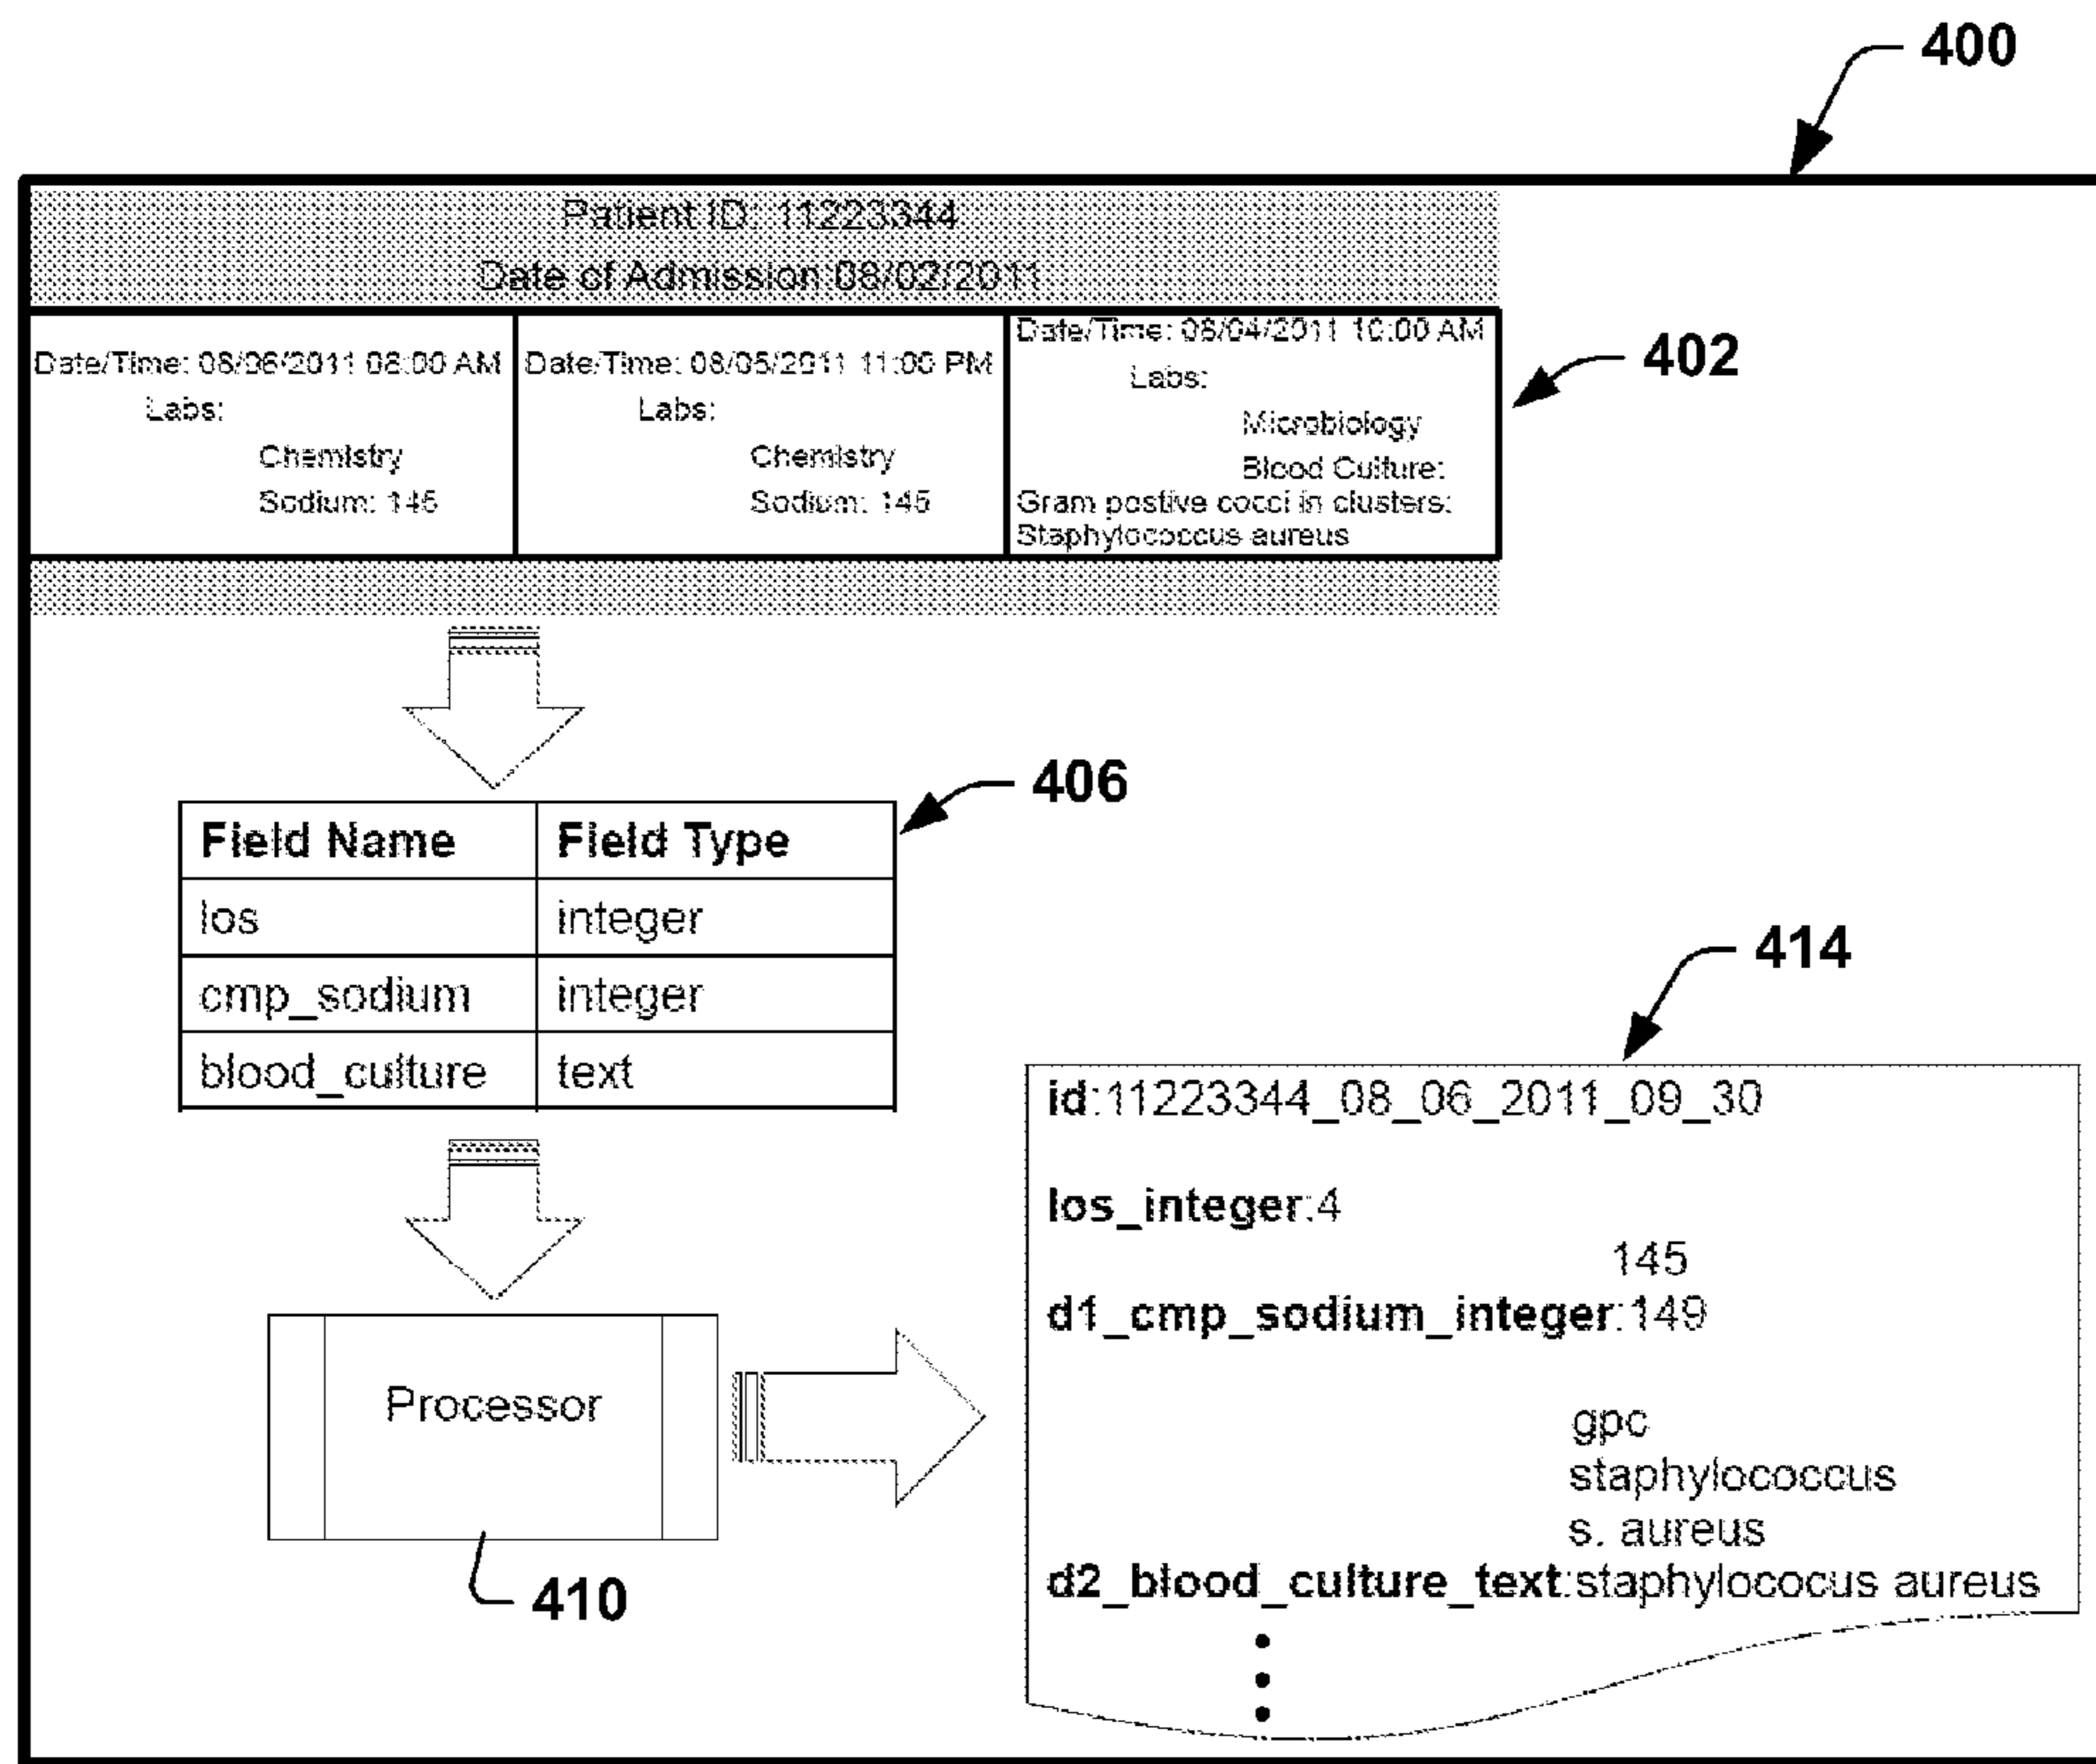 400
Patient ID: 11223344
Date of Admission:08/02/2011
Date/Time: 08/06/2011 08:00 AM
Labs:
Chemistry
Sodium: 145
Date/Time: 08/05/2011 11:00 PM
Labs:
Chemistry
Sodium: 145
Date/Time: 08/04/2011 10:00 AM
Labs:
Microbiology
Blood Culture:
Gram postive cocci in clusters:
Staphylococcus aureus
402
406
Field Name Field Type
los integer
cmp_sodium integer
blood_culture text
414
id:11223344_08_06_2011_09_30
los_integer:4
145
d1_cmp_sodium_integer:149
gpc
staphylococcus
s. aureus
d2_blood_culture_text:staphylococus aureus
Processor
410